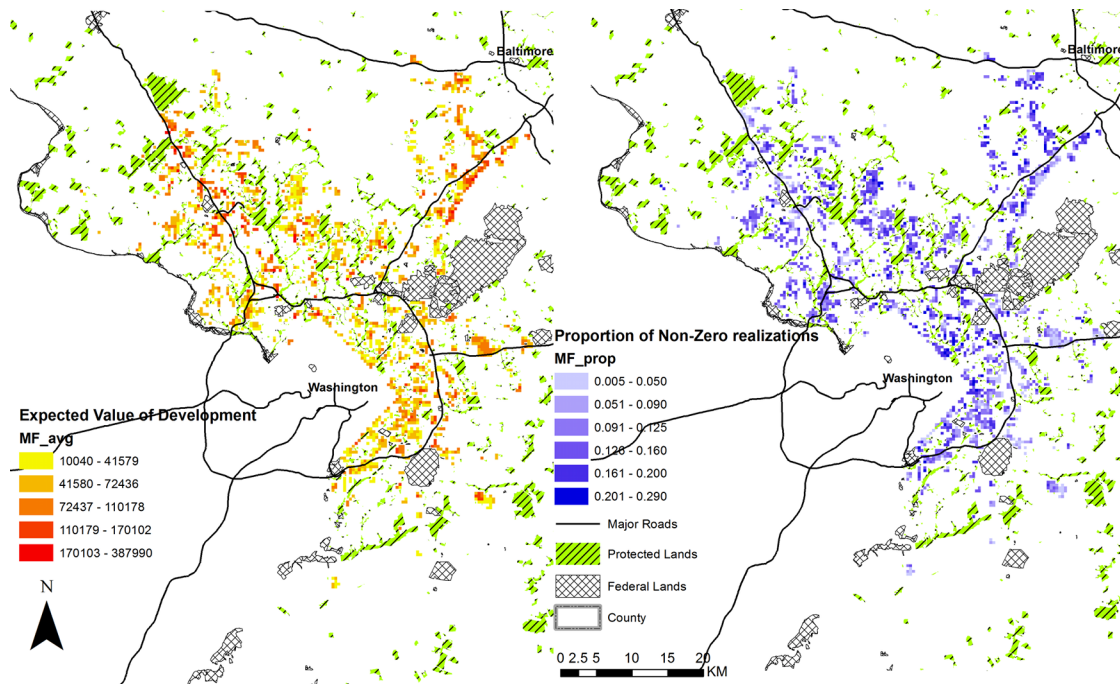 Baltimore
Washington
Expected Value of Development
MF_avg
10040 - 41579
41580 - 72436
72437 - 110178
110179 - 170102
170103 - 387990
N
Baltimore
Washington
Proportion of Non-Zero realizations
MF_prop
0.005 - 0.050
0.051 - 0.090
0.091 - 0.125
0.126 - 0.160
0.161 - 0.200
0.201 - 0.290
Major Roads
Protected Lands
Federal Lands
County
0 2.5 5 10 15 20
KM